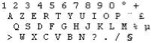 1 2 3 4 5 6 7 8 9 0 ° +
A Z E R T Y U I O P ¨ £
Q S D F G H J K L M % µ
> W X C V B N ? . / §